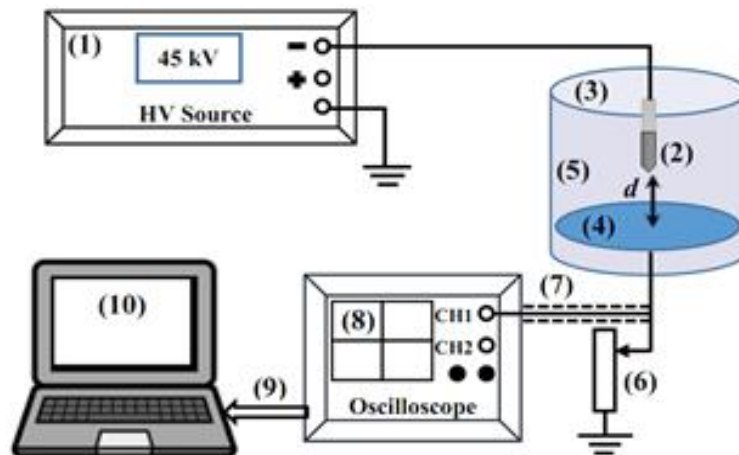 (1)
45 kV
HV Source
(3)
(2)
(5)
d
(4)
(7)
(10)
(8)
CH1
CH2
(9)
(6)
Oscilloscope